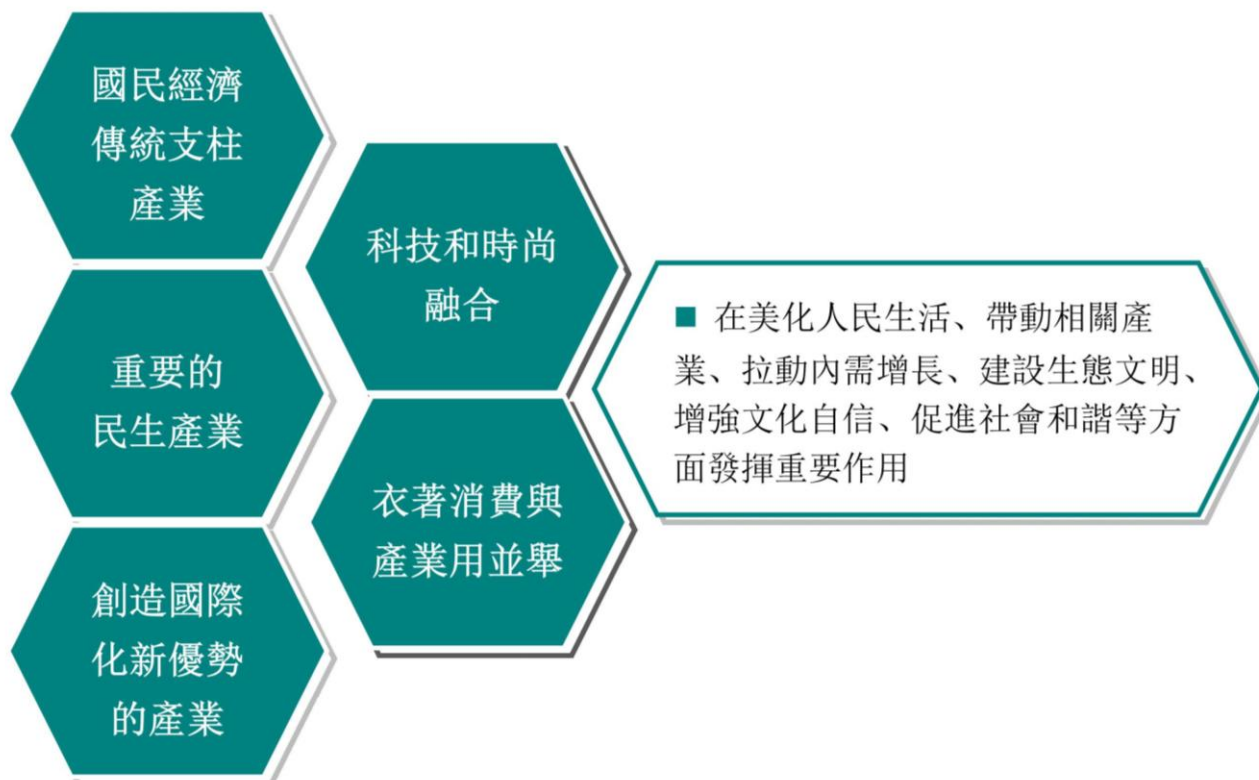 國民經濟
傳統支柱
產業
重要的
民生產業
創造國際
化新優勢
的產業
科技和時尚
融合
衣著消費與
產業用並舉
■ 在美化人民生活、帶動相關產
業、拉動內需增長、建設生態文明、
增強文化自信、促進社會和諧等方
面發揮重要作用